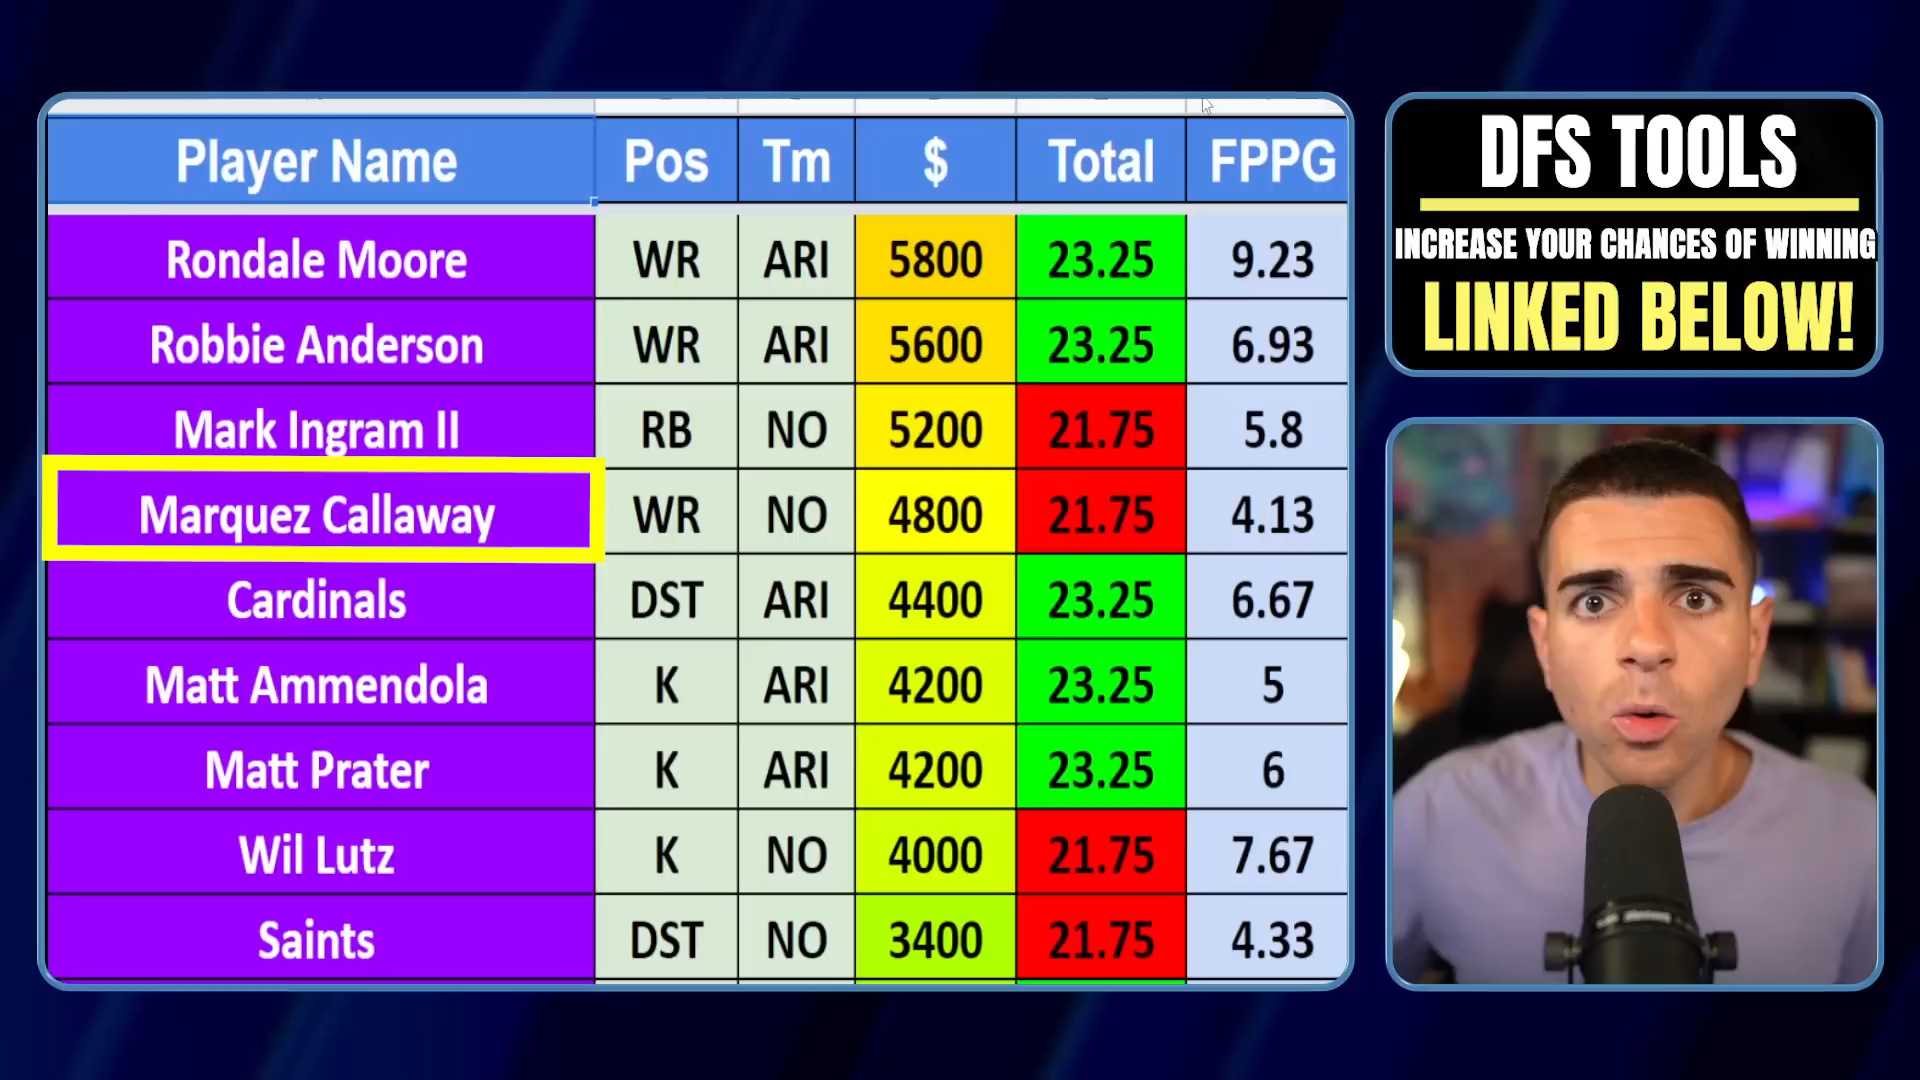 Player Name Pos Tm $ Total FPPG
Rondale Moore WR ARI 5800 23.25 9.23
Robbie Anderson WR ARI 5600 23.25 6.93
Mark Ingram II RB NO 5200 21.75 5.8
Marquez Callaway WR NO 4800 21.75 4.13
Cardinals DST ARI 4400 23.25 6.67
Matt Ammendola K ARI 4200 23.25 5
Matt Prater K ARI 4200 23.25 6
Wil Lutz K NO 4000 21.75 7.67
Saints DST NO 3400 21.75 4.33
DFS TOOLS
INCREASE YOUR CHANCES OF WINNING
LINKED BELOW!